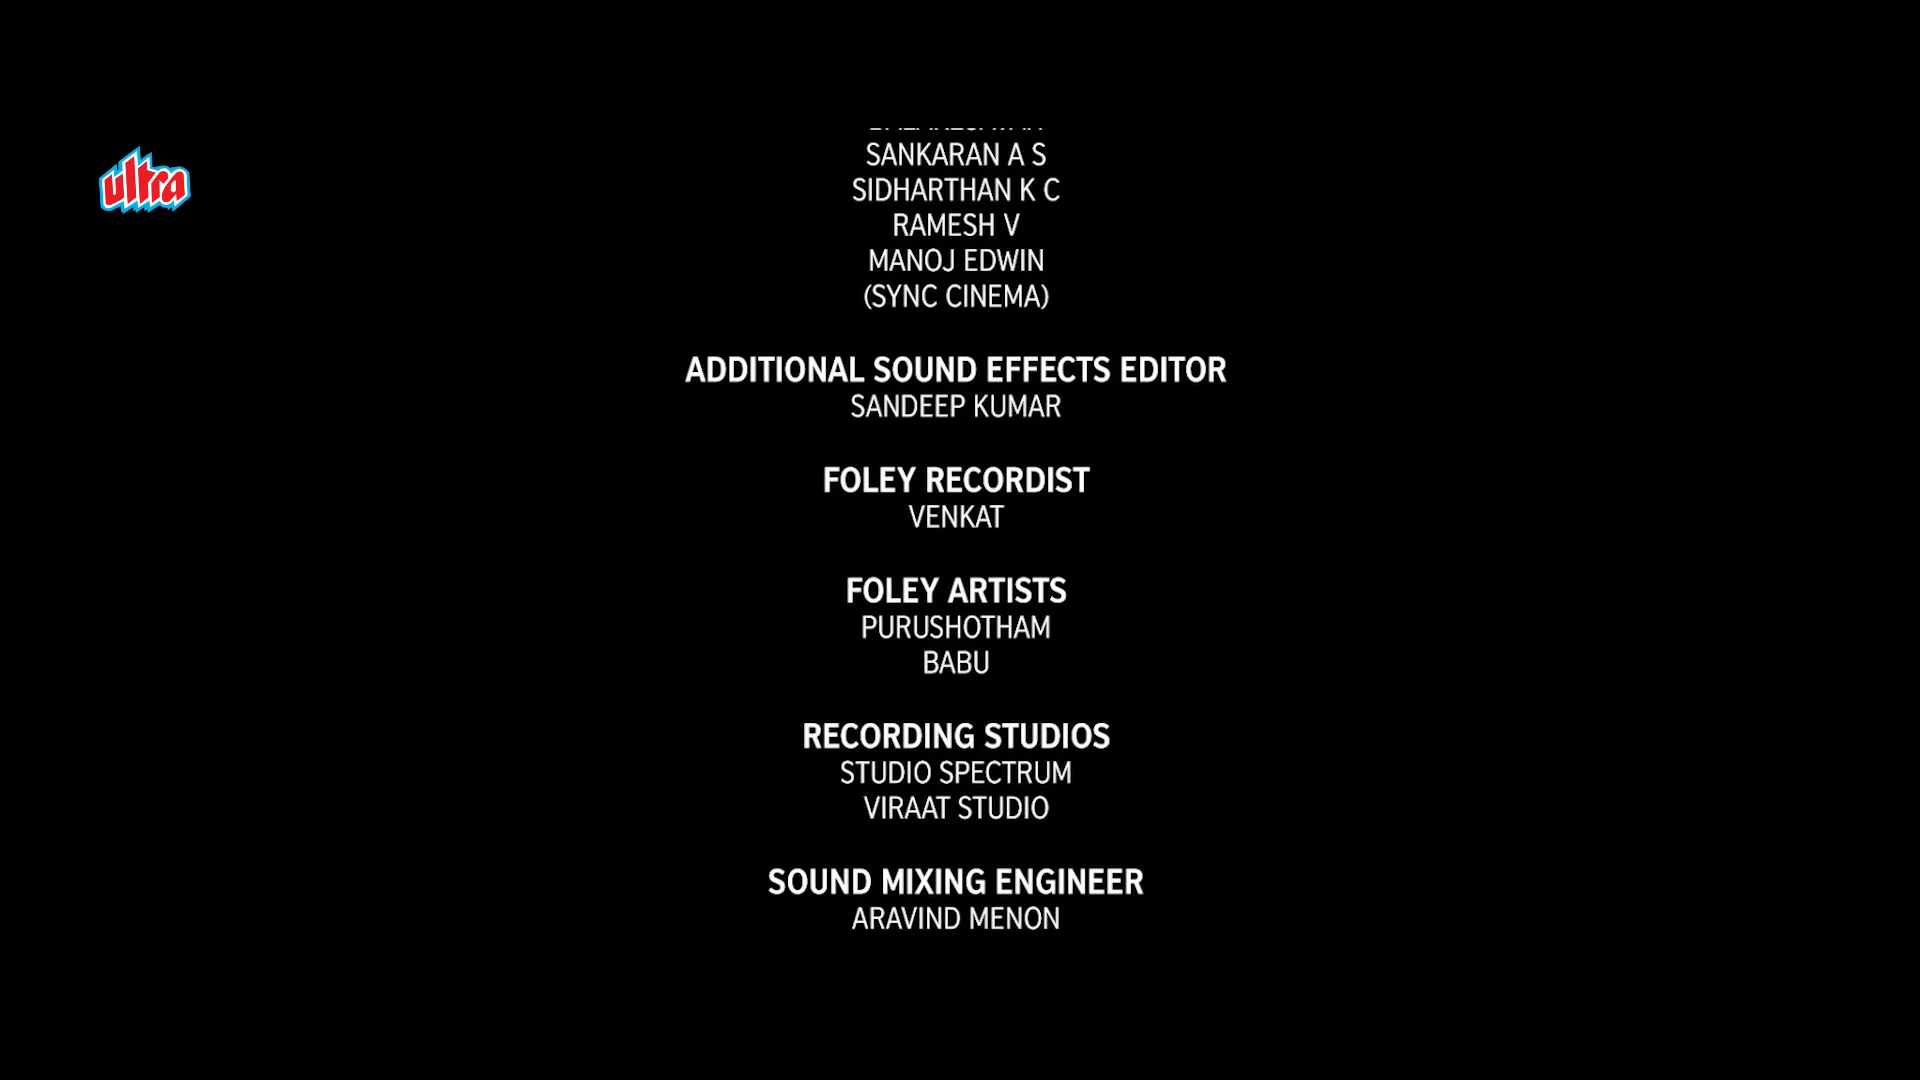 ultra
SANKARAN A S
SIDHARTHAN K C
RAMESH V
MANOJ EDWIN
(SYNC CINEMA)
ADDITIONAL SOUND EFFECTS EDITOR
SANDEEP KUMAR
FOLEY RECORDIST
VENKAT
FOLEY ARTISTS
PURUSHOTHAM
BABU
RECORDING STUDIOS
STUDIO SPECTRUM
VIRAAT STUDIO
SOUND MIXING ENGINEER
ARAVIND MENON